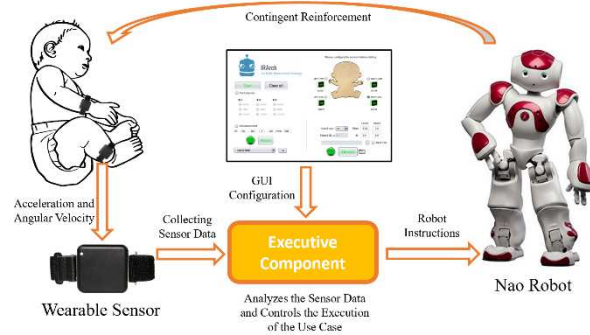 Contingent Reinforcement
Acceleration and
Angular Velocity
GUI
Configuration
Collecting
Sensor Data
Executive
Component
Robot
Instructions
Wearable Sensor
Nao Robot
Analyzes the Sensor Data
and Controls the Execution
of the Use Case